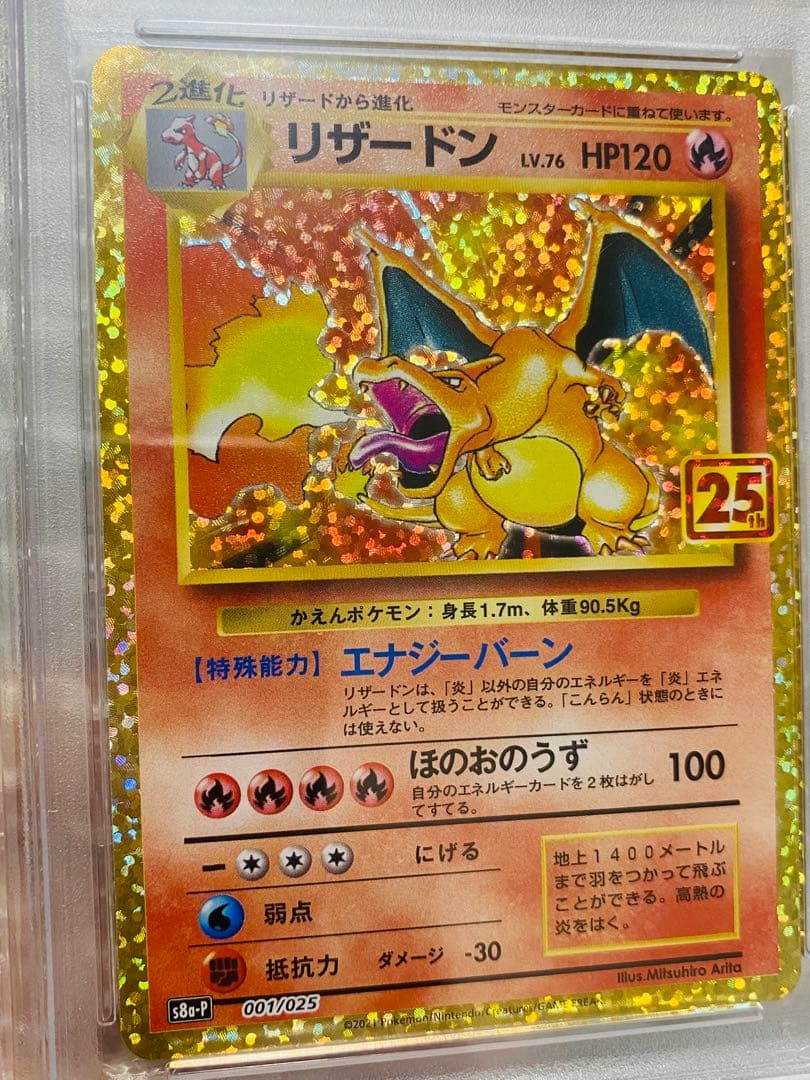 2進化 リザードから進化 モンスターカードに重ねて使います。
リザードン LV.76 HP120
25th
かえんポケモン：身長1.7m、体重90.5Kg
【特殊能力】 エナジーバーン
リザードンは、「炎」以外の自分のエネルギーを「炎」エネ
ルギーとして扱うことができる。「こんらん」状態のときに
は使えない。
ほのおのうず 100
自分のエネルギーカードを2枚はがし
てすてる。
にげる
弱点
抵抗力 ダメージ -30
地上1400メートル
まで羽をつかって飛ぶ
ことができる。高熱の
炎をはく。
Illus.Mitsuhiro Arita
s8a-P 001/025
©2021 Pokémon/Nintendo/Creatures/GAME FREAK